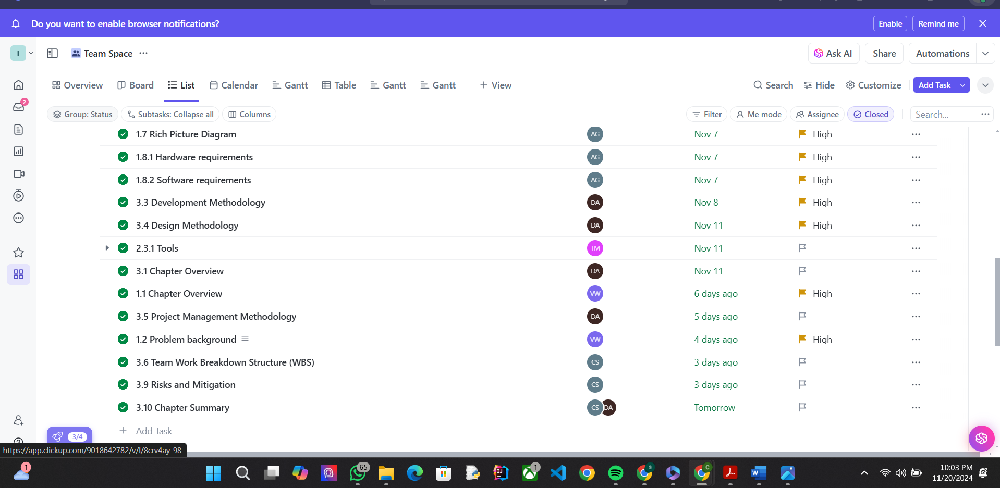 Do you want to enable browser notifications?
Enable
Remind me
I
Team Space
Ask AI
Share
Automations
Overview
Board
List
Calendar
Gantt
Table
Gantt
Gantt
+ View
Search
Hide
Customize
Add Task
2
Group: Status
Subtasks: Collapse all
Columns
Filter
Me mode
Assignee
Closed
Search...
1.7 Rich Picture Diagram AG Nov 7 High
1.8.1 Hardware requirements AG Nov 7 High
1.8.2 Software requirements AG Nov 7 High
3.3 Development Methodology DA Nov 8 High
3.4 Design Methodology DA Nov 11 High
2.3.1 Tools TM Nov 11
3.1 Chapter Overview DA Nov 11
1.1 Chapter Overview VW 6 days ago High
3.5 Project Management Methodology DA 5 days ago
1.2 Problem background VW 4 days ago High
3.6 Team Work Breakdown Structure (WBS) CS 3 days ago
3.9 Risks and Mitigation CS 3 days ago
3.10 Chapter Summary CS DA Tomorrow
+ Add Task
3/4
https://app.clickup.com/9018642782/v/l/8crv4ay-98
1
65
1
10:03 PM
11/20/2024